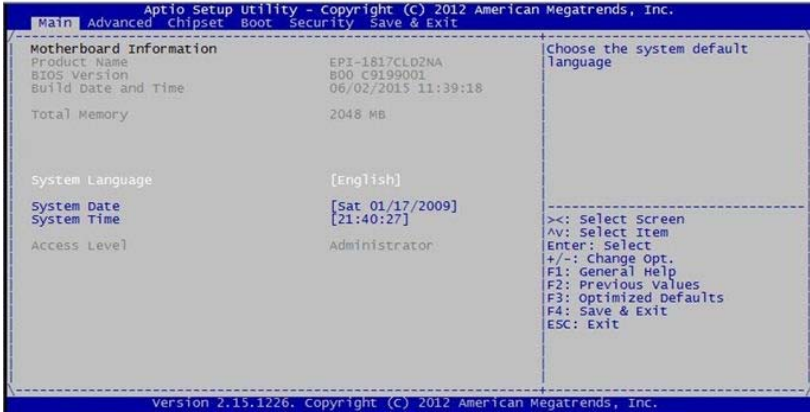 Aptio Setup Utility - Copyright (C) 2012 American Megatrends, Inc.
Main Advanced Chipset Boot Security Save & Exit
Motherboard Information
Product Name EPI-1817CLD2NA
BIOS Version B00 C9199001
Build Date and Time 06/02/2015 11:39:18
Total Memory 2048 MB
System Language [English]
System Date [Sat 01/17/2009]
System Time [21:40:27]
Access Level Administrator
Choose the system default
language
><: Select Screen
^v: Select Item
Enter: Select
+/-: Change Opt.
F1: General Help
F2: Previous Values
F3: Optimized Defaults
F4: Save & Exit
ESC: Exit
Version 2.15.1226. Copyright (C) 2012 American Megatrends, Inc.